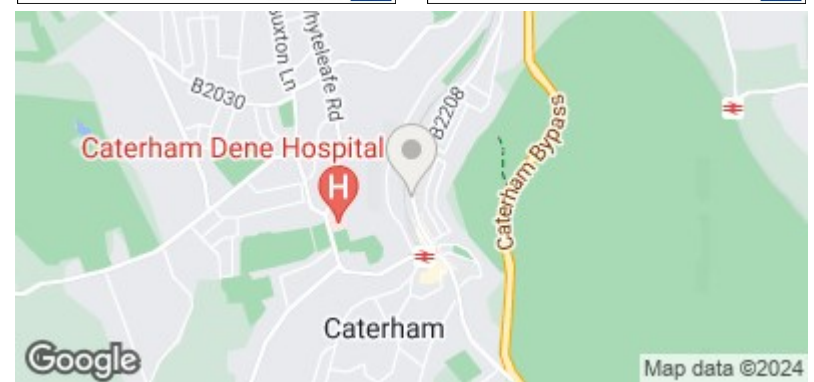 Buxton Ln
Whyteleafe Rd
B2030
B2208
Caterham Bypass
Caterham Dene Hospital
H
Caterham
Google
Map data ©2024